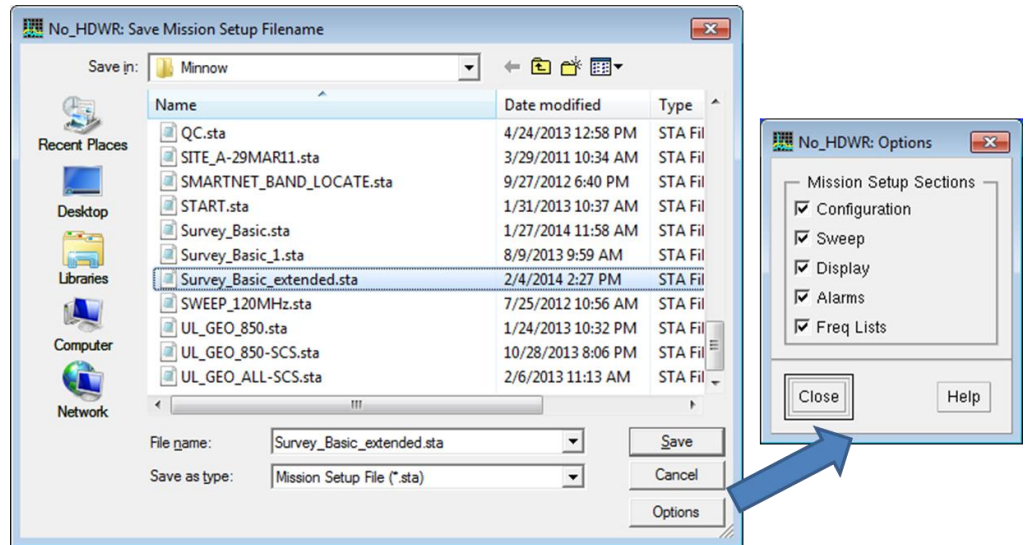 No_HDWR: Save Mission Setup Filename
Save in: Minnow
Name Date modified Type
QC.sta 4/24/2013 12:58 PM STA Fil
SITE_A-29MAR11.sta 3/29/2011 10:34 AM STA Fil
SMARTNET_BAND_LOCATE.sta 9/27/2012 6:40 PM STA Fil
START.sta 1/31/2013 10:37 AM STA Fil
Survey_Basic.sta 1/27/2014 11:58 AM STA Fil
Survey_Basic_1.sta 8/9/2013 9:59 AM STA Fil
Survey_Basic_extended.sta 2/4/2014 2:27 PM STA Fil
SWEEP_120MHz.sta 7/25/2012 10:56 AM STA Fil
UL_GEO_850.sta 1/24/2013 10:32 PM STA Fil
UL_GEO_850-SCS.sta 10/28/2013 8:06 PM STA Fil
UL_GEO_ALL-SCS.sta 2/6/2013 11:13 AM STA Fil
Recent Places
Desktop
Libraries
Computer
Network
File name: Survey_Basic_extended.sta Save
Save as type: Mission Setup File (*.sta) Cancel
Options
No_HDWR: Options
Mission Setup Sections
Configuration
Sweep
Display
Alarms
Freq Lists
Close Help